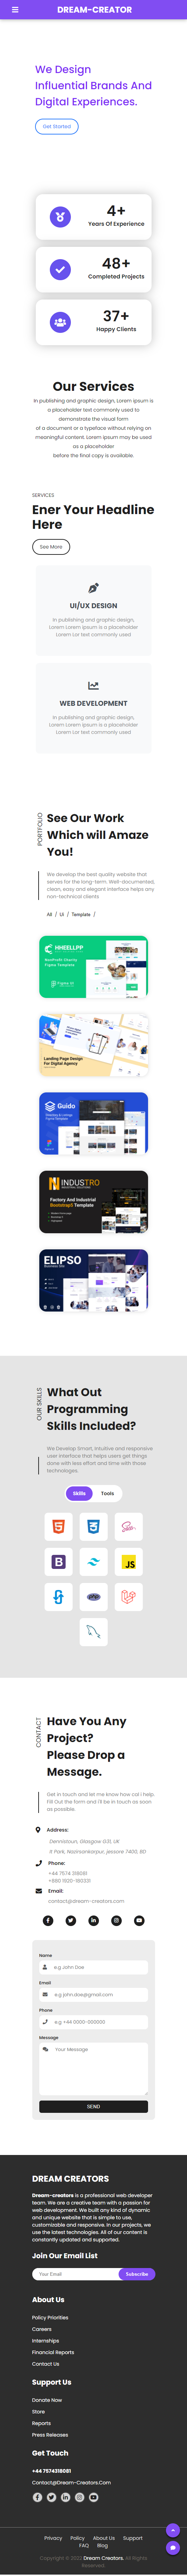 DREAM-CREATOR
We Design
Influential Brands And
Digital Experiences.
Get Started
4+
Years Of Experience
48+
Completed Projects
37+
Happy Clients
Our Services
In publishing and graphic design, Lorem ipsum is
a placeholder text commonly used to
demonstrate the visual form
of a document or a typeface without relying on
meaningful content. Lorem ipsum may be used
as a placeholder
before the final copy is available.
SERVICES
Ener Your Headline
Here
See More
UI/UX DESIGN
In publishing and graphic design,
Lorem Lorem ipsum is a placeholder
Lorem Lor text commonly used
WEB DEVELOPMENT
In publishing and graphic design,
Lorem Lorem ipsum is a placeholder
Lorem Lor text commonly used
PORTFOLIO
See Our Work
Which will Amaze
You!
We develop the best quality website that
serves for the long-term. Well-documented,
clean, easy and elegant interface helps any
non-technical clients
All / UI / Template /
HHEELLPP
Nonfrofit Charity
Figma Template
Figma
Landing Page Design
For Digital Agency
Guido
INDUSTRO
Factory And Industrial
Bootstrap5 Template
ELIPSO
OUR SKILLS
What Out
Programming
Skills Included?
We Develop Smart, Intuitive and responsive
user interface that helps users get things
done with less effort and time with those
technologies
Skills
Tools
Sass
B
JS
php
CONTACT
Have You Any
Project?
Please Drop a
Message.
Get in touch and let me know how cal I help.
Fill Out the form and i'll be in touch as soon
as possible.
Address:
Dennistoun, Glasgow G31, UK
11 Park, Nasirsankarpur, jessore 7400, BD
Phone:
+44 7574 318081
+880 1920-180331
Email:
contact@dream-creators.com
Name
e.g John Doe
Email
e.g john.doe@gmail.com
Phone
e.g +44 0000-000000
Message
Your Message
SEND
DREAM CREATORS
Dream-creators is a professional web developer
team. We are a creative team with a passion for
web development. We built any kind of dynamic
and unique website that is simple to use,
customizable and responsive. In our projects, we
use the latest technologies. All of our content is
constantly updated and supported.
Join Our Email List
Your Email
Subscribe
About Us
Policy Priorities
Careers
Internships
Financial Reports
Contact Us
Support Us
Donate Now
Store
Reports
Press Releases
Get Touch
+44 7574318081
Contact@Dream-Creators.Com
Privacy Policy About Us Support
FAQ Blog
Copyright © 2022 Dream Creators. All Rights
Reserved.